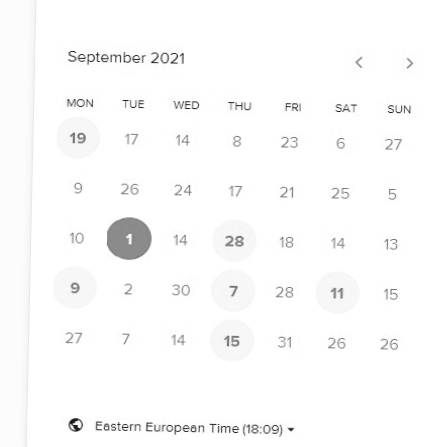 September 2021
MON TUE WED THU FRI SAT SUN
19 17 14 8 23 6 27
9 26 24 17 21 25 5
10 1 14 28 18 14 13
9 2 30 7 28 11 15
27 7 14 15 31 26 26
Eastern European Time (18:09)